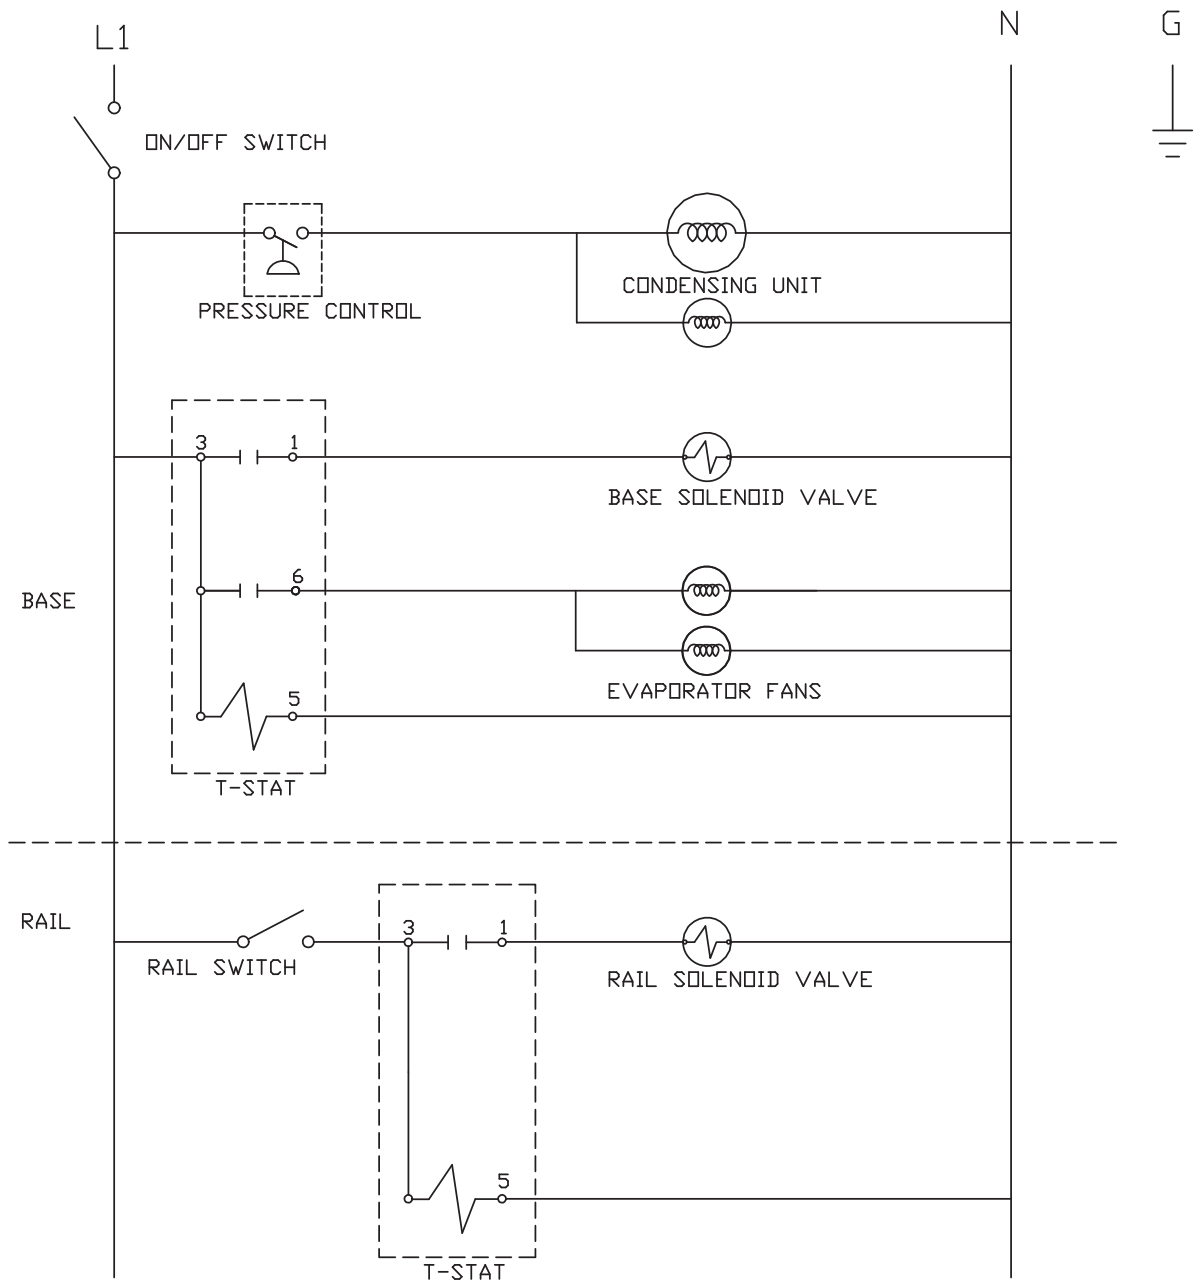 L1
N
G
ON/OFF SWITCH
CONDENSING UNIT
PRESSURE CONTROL
3
1
BASE SOLENOID VALVE
6
BASE
EVAPORATOR FANS
5
T-STAT
RAIL
3
1
RAIL SWITCH
RAIL SOLENOID VALVE
5
T-STAT